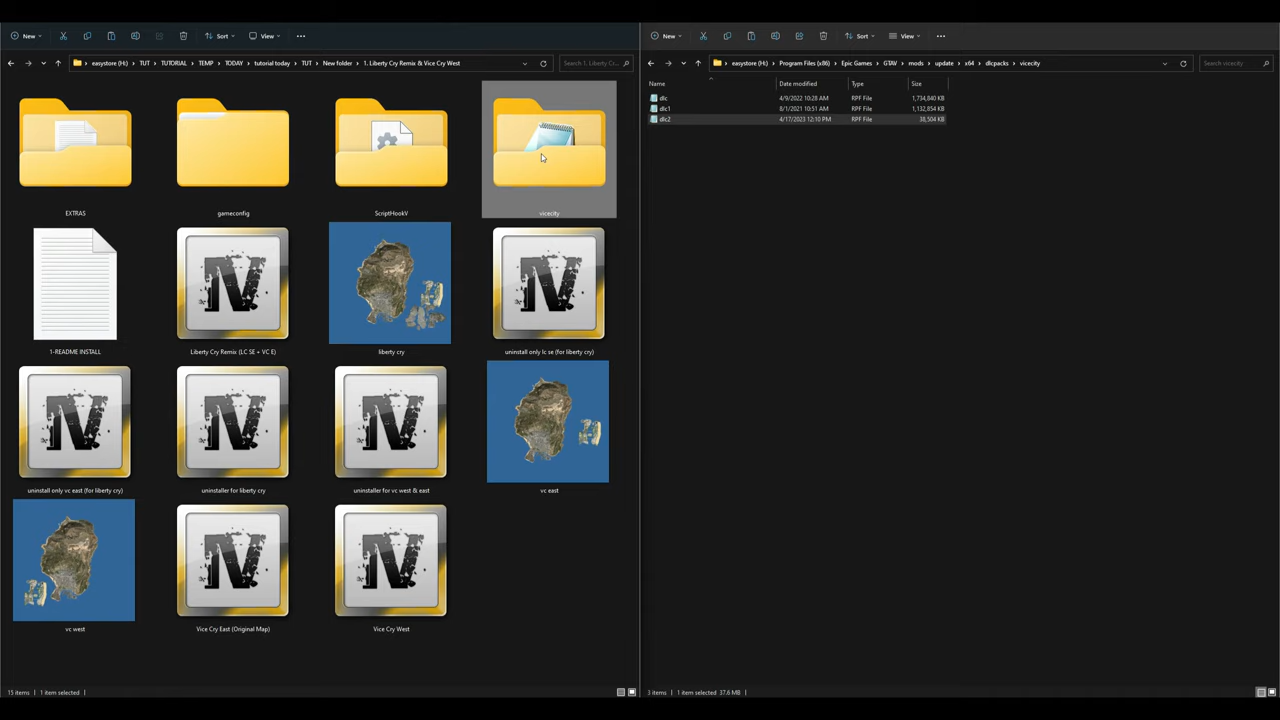 New Sort View
easystore (H:) TUT TUTORIAL TEMP TODAY tutorial today TUT New folder 1. Liberty Cry Remix & Vice Cry West Search 1. Liberty Cr...
EXTRAS gameconfig ScriptHookV vicecity
1-README INSTALL Liberty Cry Remix (LC SE + VC E) liberty cry uninstall only lc se (for liberty cry)
uninstall only vc east (for liberty cry) uninstaller for liberty cry uninstaller for vc west & east vc east
vc west Vice Cry East (Original Map) Vice Cry West
15 items 1 item selected
New Sort View
easystore (H:) Program Files (x86) Epic Games GTAV mods update x64 dlcpacks vicecity Search vicecity
Name Date modified Type Size
dlc 4/9/2022 10:28 AM RPF File 1,734,840 KB
dlc1 8/1/2021 10:51 AM RPF File 1,132,854 KB
dlc2 4/17/2023 12:10 PM RPF File 38,504 KB
3 items 1 item selected 37.6 MB